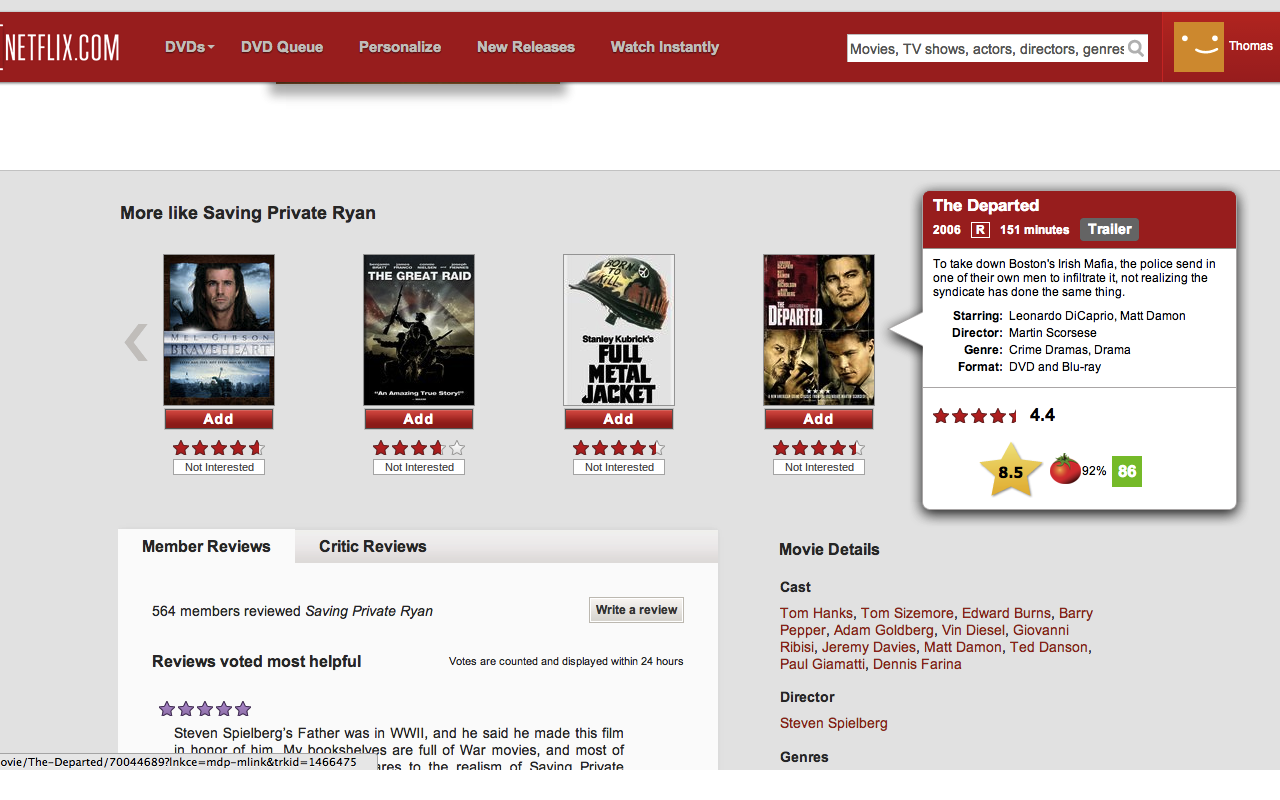 NETFLIX.COM
DVDs
DVD Queue
Personalize
New Releases
Watch Instantly
Movies, TV shows, actors, directors, genres
Thomas
More like Saving Private Ryan
MEL-GIBSON
BRAVEHEART
THE GREAT RAID
"An Amazing True Story!"
BORN TO KILL
Stanley Kubrick's
FULL
METAL
JACKET
THE
DEPARTED
Add
Add
Add
Add
Not Interested
Not Interested
Not Interested
Not Interested
The Departed
2006 R 151 minutes Trailer
To take down Boston's Irish Mafia, the police send in
one of their own men to infiltrate it, not realizing the
syndicate has done the same thing.
Starring: Leonardo DiCaprio, Matt Damon
Director: Martin Scorsese
Genre: Crime Dramas, Drama
Format: DVD and Blu-ray
4.4
8.5 92% 86
Member Reviews
Critic Reviews
564 members reviewed Saving Private Ryan
Write a review
Reviews voted most helpful
Votes are counted and displayed within 24 hours
Steven Spielberg's Father was in WWII, and he said he made this film
in honor of him. My bookshelves are full of War movies, and most of
ares to the realism of Saving Private
ovie/The-Departed/70044689?lnkce=mdp-mlink&trkid=1466475
Movie Details
Cast
Tom Hanks, Tom Sizemore, Edward Burns, Barry
Pepper, Adam Goldberg, Vin Diesel, Giovanni
Ribisi, Jeremy Davies, Matt Damon, Ted Danson,
Paul Giamatti, Dennis Farina
Director
Steven Spielberg
Genres